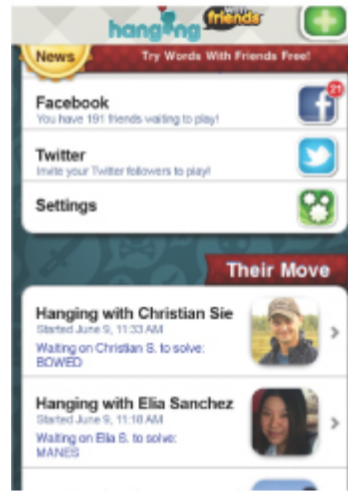 hanging with friends
News
Try Words With Friends Free!
21
Facebook
You have 191 friends waiting to play!
Twitter
Invite your Twitter followers to play!
Settings
Their Move
Hanging with Christian Sie
Started June 9, 11:33 AM
Waiting on Christian S. to solve:
BOWED
Hanging with Elia Sanchez
Started June 9, 11:18 AM
Waiting on Elia S. to solve:
MANES